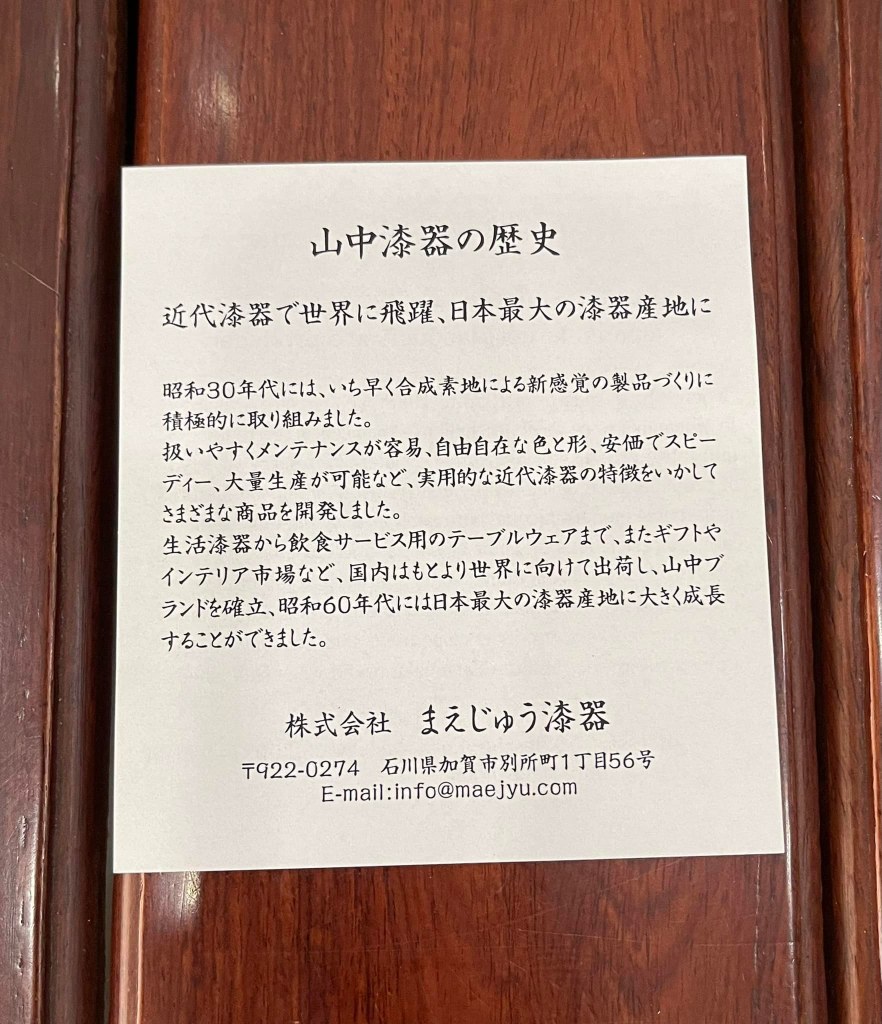 山中漆器の歴史
近代漆器で世界に飛躍、日本最大の漆器産地に
昭和30年代には、いち早く合成素地による新感覚の製品づくりに
積極的に取り組みました。
扱いやすくメンテナンスが容易、自由自在な色と形、安価でスピー
ディー、大量生産が可能など、実用的な近代漆器の特徴をいかして
さまざまな商品を開発しました。
生活漆器から飲食サービス用のテーブルウェアまで、またギフトや
インテリア市場など、国内はもとより世界に向けて出荷し、山中ブ
ランドを確立、昭和60年代には日本最大の漆器産地に大きく成長
することができました。
株式会社 まえじゅう漆器
〒922-0274 石川県加賀市別所町1丁目56号
E-mail:info@maejyu.com